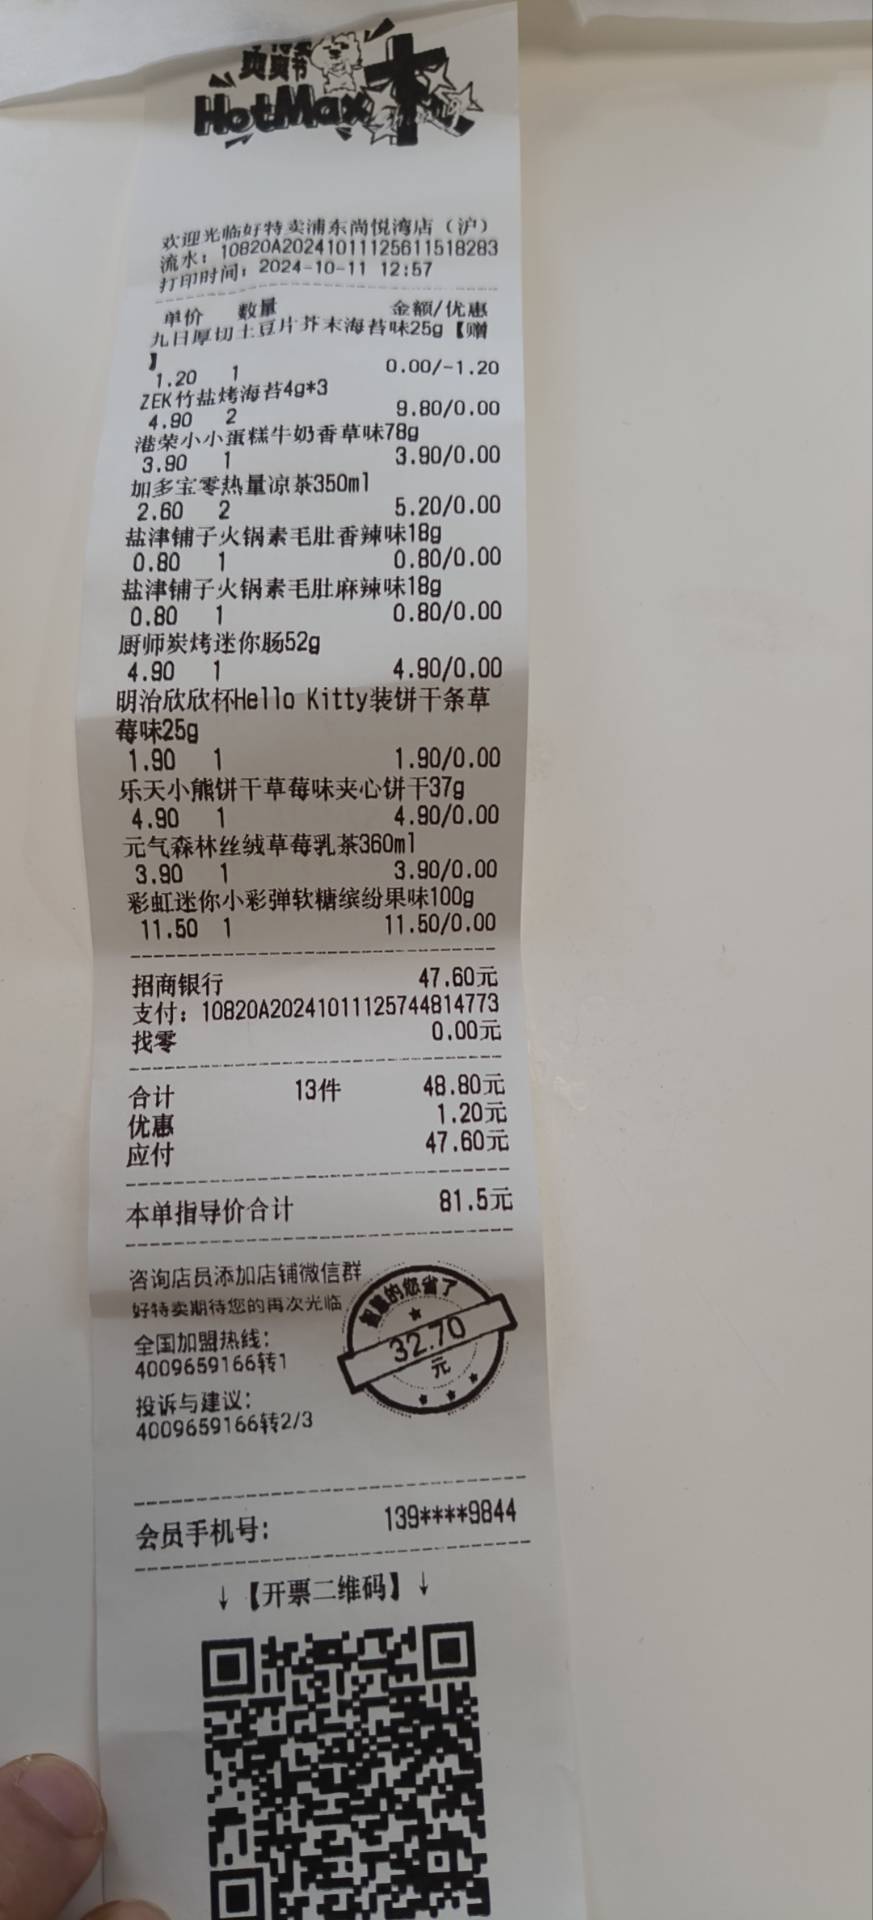 HotMax
欢迎光临好特卖浦东尚悦湾店（沪）
流水：10820A20241011125611518283
打印时间：2024-10-11 12:57
单价 数量 金额/优惠
九日厚切土豆片芥末海苔味25g【赠
】
1.20 1 0.00/-1.20
ZEK竹盐烤海苔4g*3
4.90 2 9.80/0.00
港荣小小蛋糕牛奶香草味78g
3.90 1 3.90/0.00
加多宝零热量凉茶350ml
2.60 2 5.20/0.00
盐津铺子火锅素毛肚香辣味18g
0.80 1 0.80/0.00
盐津铺子火锅素毛肚麻辣味18g
0.80 1 0.80/0.00
厨师炭烤迷你肠52g
4.90 1 4.90/0.00
明治欣欣杯Hello Kitty装饼干条草
莓味25g
1.90 1 1.90/0.00
乐天小熊饼干草莓味夹心饼干37g
4.90 1 4.90/0.00
元气森林丝绒草莓乳茶360ml
3.90 1 3.90/0.00
彩虹迷你小彩弹软糖缤纷果味100g
11.50 1 11.50/0.00
招商银行 47.60元
支付：10820A20241011125744814773
找零 0.00元
合计 13件 48.80元
优惠 1.20元
应付 47.60元
本单指导价合计 81.5元
咨询店员添加店铺微信群
好特卖期待您的再次光临
全国加盟热线：
4009659166转1
投诉与建议：
4009659166转2/3
的您省了
32.70
元
会员手机号： 139****9844
↓【开票二维码】↓